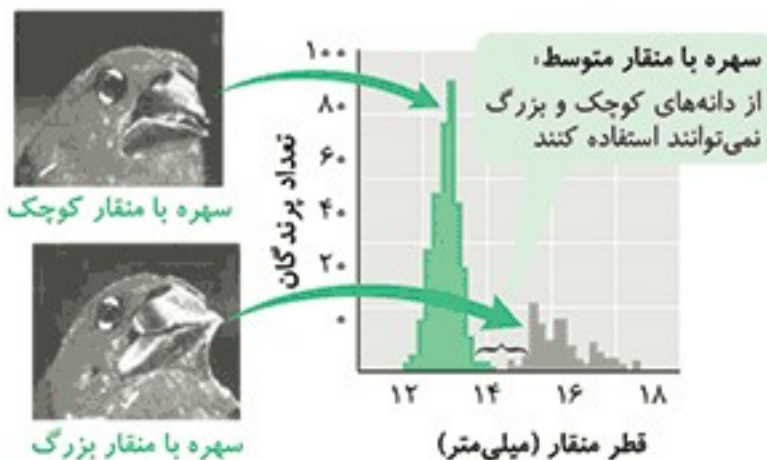 سهره با منقار متوسط:
از دانه‌های کوچک و بزرگ
نمی‌توانند استفاده کنند
سهره با منقار کوچک
سهره با منقار بزرگ
تعداد پرندگان
۱۰۰
۸۰
۶۰
۴۰
۲۰
۰
۱۲ ۱۴ ۱۶ ۱۸
قطر منقار (میلی‌متر)